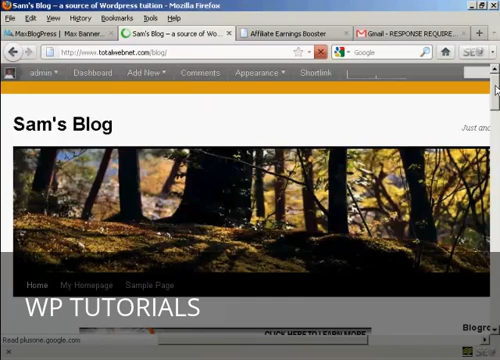 Sam's Blog – a source of Wordpress tuition - Mozilla Firefox
File Edit View History Bookmarks Tools Help
MaxBlogPress | Max Banner... Sam's Blog – a source of Wordpress tui... Affiliate Earnings Booster Gmail - RESPONSE REQUIRE...
http://www.totalwebnet.com/blog/ Google SEO
admin Dashboard Add New Comments Appearance Shortlink
Sam's Blog
Just and
Home My Homepage Sample Page
WP TUTORIALS
Blogro
CLICK HERE TO LEARN MORE
Read plusone.google.com